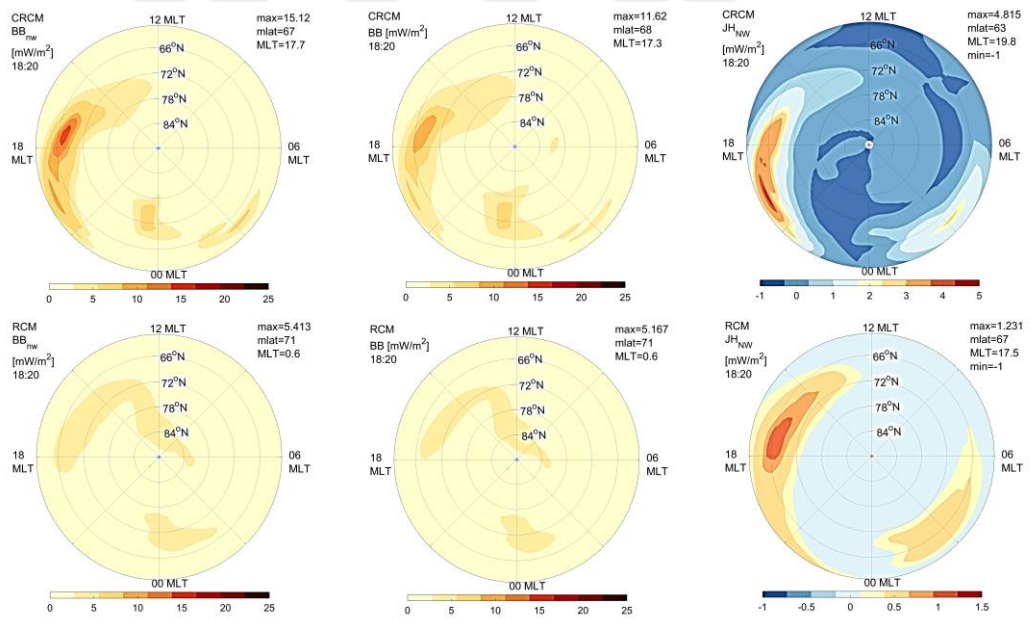 CRCM
BB_nw
[mW/m²]
18:20
12 MLT
max=15.12
mlat=67
MLT=17.7
66°N
72°N
78°N
84°N
18
MLT
06
MLT
00 MLT
0 5 10 15 20 25
CRCM
BB [mW/m²]
18:20
12 MLT
max=11.62
mlat=68
MLT=17.3
66°N
72°N
78°N
84°N
18
MLT
06
MLT
00 MLT
0 5 10 15 20 25
CRCM
JH_NW
[mW/m²]
18:20
12 MLT
max=4.815
mlat=63
MLT=19.8
min=-1
66°N
72°N
78°N
84°N
18
MLT
06
MLT
00 MLT
-1 0 1 2 3 4 5
RCM
BB_nw
[mW/m²]
18:20
12 MLT
max=5.413
mlat=71
MLT=0.6
66°N
72°N
78°N
84°N
18
MLT
06
MLT
00 MLT
0 5 10 15 20 25
RCM
BB [mW/m²]
18:20
12 MLT
max=5.167
mlat=71
MLT=0.6
66°N
72°N
78°N
84°N
18
MLT
06
MLT
00 MLT
0 5 10 15 20 25
RCM
JH_NW
[mW/m²]
18:20
12 MLT
max=1.231
mlat=67
MLT=17.5
min=-1
66°N
72°N
78°N
84°N
18
MLT
06
MLT
00 MLT
-1 -0.5 0 0.5 1 1.5